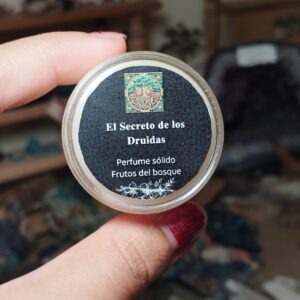 El Secreto de los
Druidas
Perfume sólido
Frutos del bosque